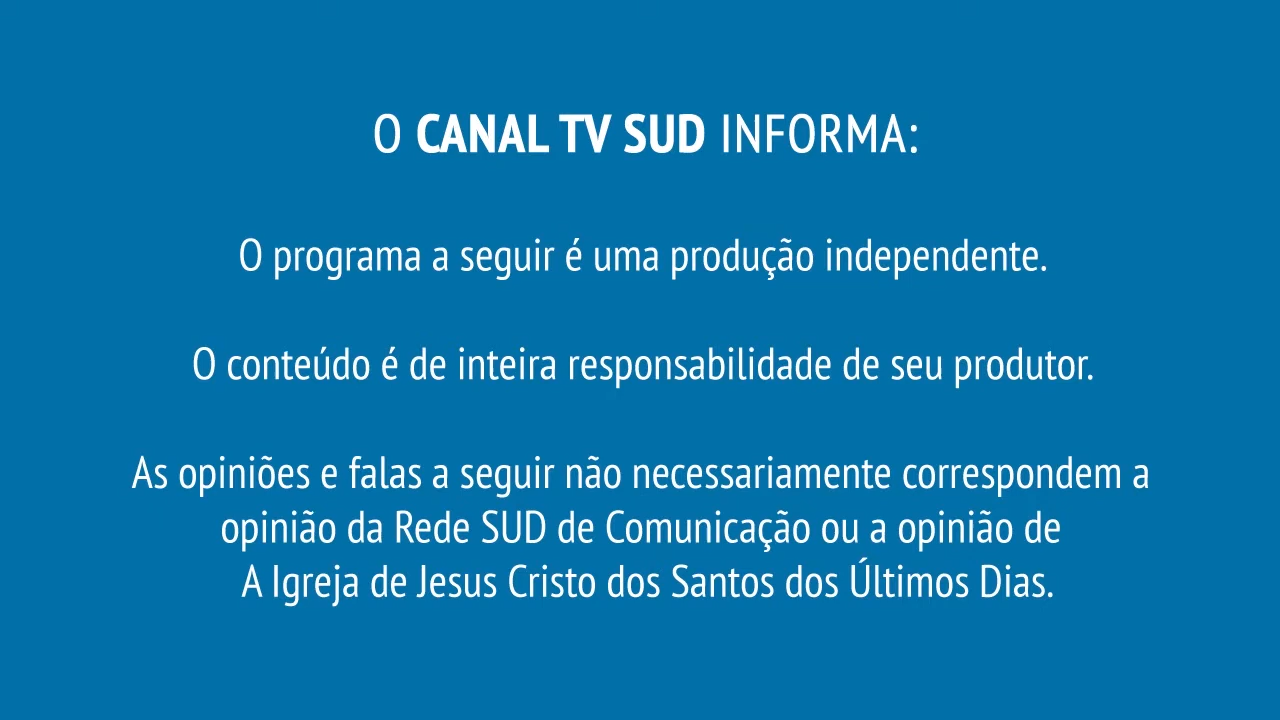 O CANAL TV SUD INFORMA:
O programa a seguir é uma produção independente.
O conteúdo é de inteira responsabilidade de seu produtor.
As opiniões e falas a seguir não necessariamente correspondem a
opinião da Rede SUD de Comunicação ou a opinião de
A Igreja de Jesus Cristo dos Santos dos Últimos Dias.